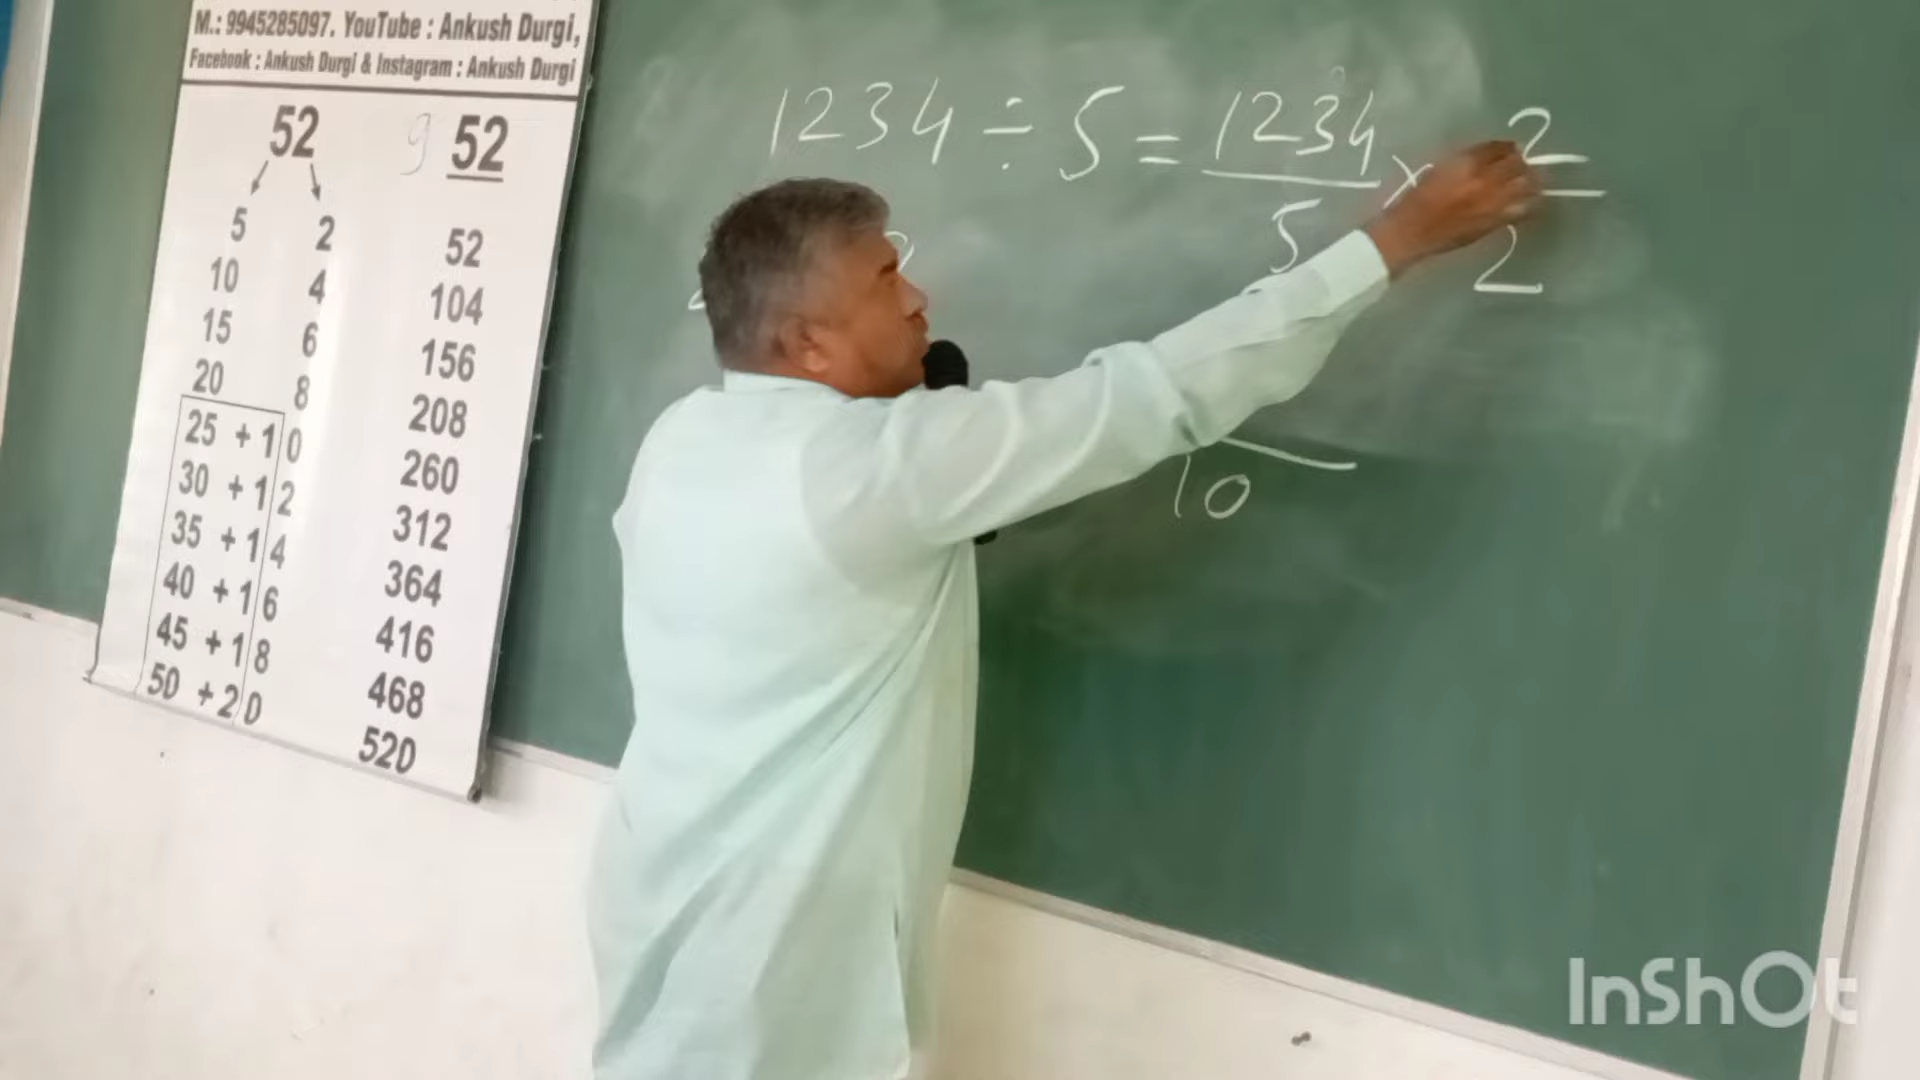 M.: 9945285097. YouTube : Ankush Durgi,
Facebook : Ankush Durgi & Instagram : Ankush Durgi
52 9 52
5 2 52
10 4 104
15 6 156
20 8 208
25 + 1 0 260
30 + 1 2 312
35 + 1 4 364
40 + 1 6 416
45 + 1 8 468
50 + 2 0 520
1234 ÷ 5 = 1234 × 2
5 2
10
InShOt